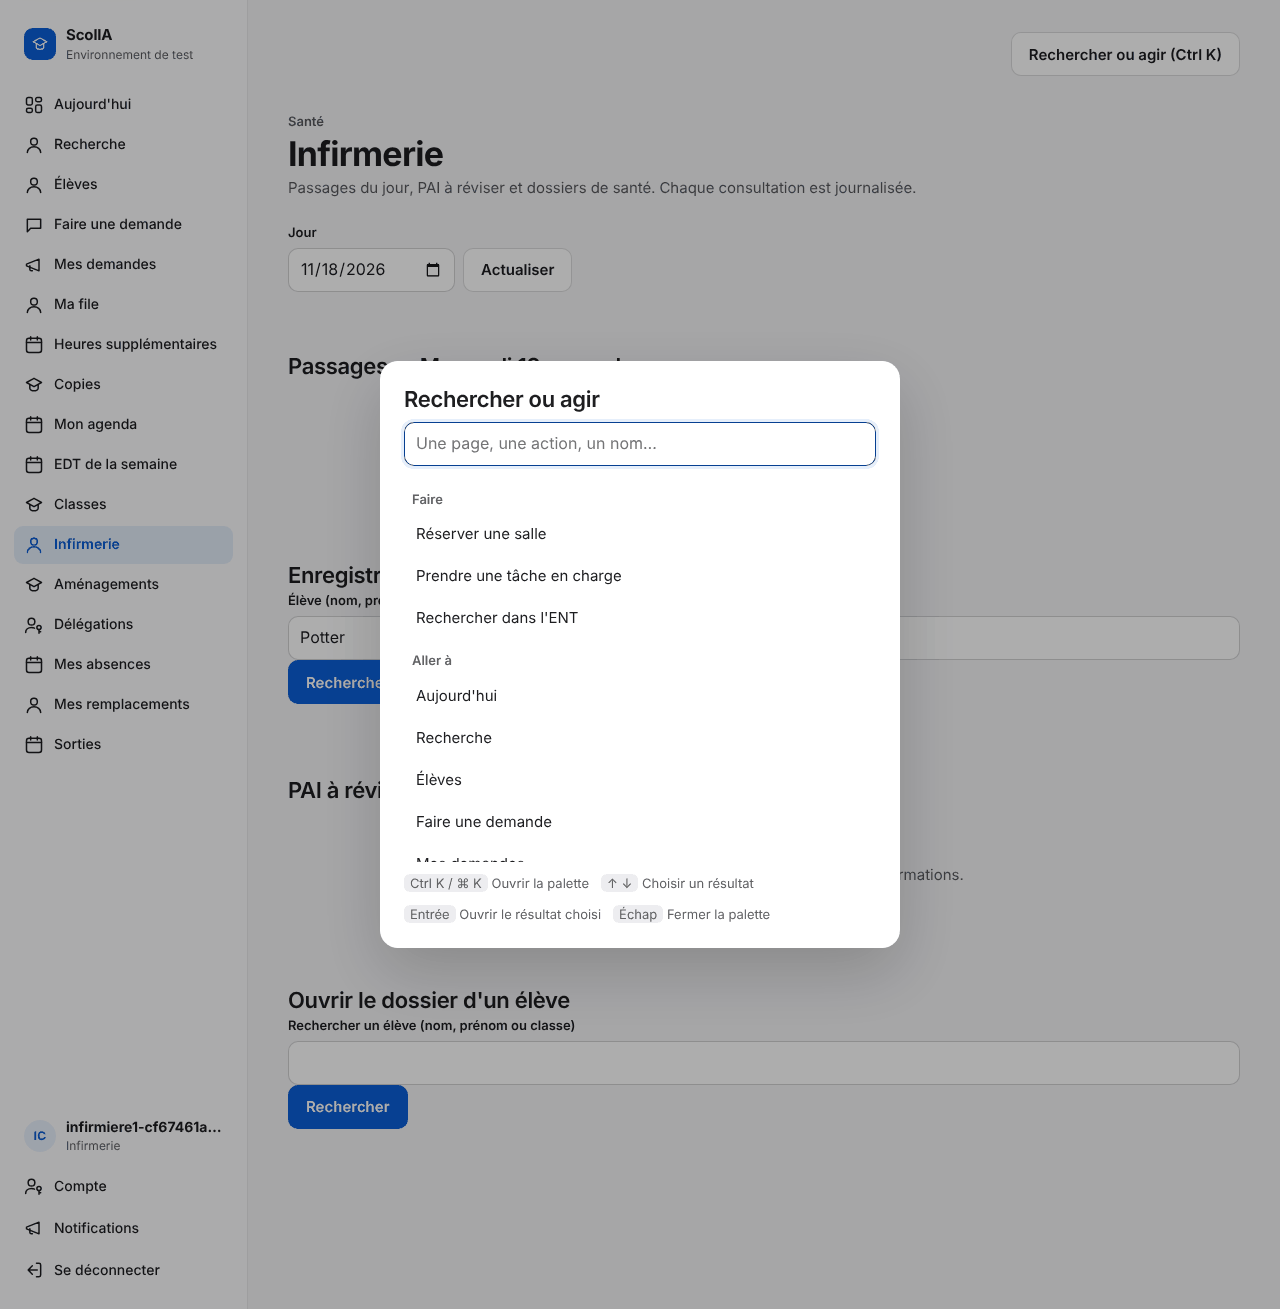 ScolIA
Environnement de test
Aujourd'hui
Recherche
Élèves
Faire une demande
Mes demandes
Ma file
Heures supplémentaires
Copies
Mon agenda
EDT de la semaine
Classes
Infirmerie
Aménagements
Délégations
Mes absences
Mes remplacements
Sorties
IC
infirmiere1-cf67461a...
Infirmerie
Compte
Notifications
Se déconnecter
Rechercher ou agir (Ctrl K)
Santé
Infirmerie
Passages du jour, PAI à réviser et dossiers de santé. Chaque consultation est journalisée.
Jour
11/18/2026
Actualiser
Passages
Élève (nom,
Potter
PAI à
rmations.
Ouvrir le dossier d'un élève
Rechercher un élève (nom, prénom ou classe)
Rechercher
Rechercher ou agir
Une page, une action, un nom...
Faire
Réserver une salle
Prendre une tâche en charge
Rechercher dans l'ENT
Aller à
Aujourd'hui
Recherche
Élèves
Faire une demande
Ctrl K / ⌘ K Ouvrir la palette ↑ ↓ Choisir un résultat
Entrée Ouvrir le résultat choisi Échap Fermer la palette